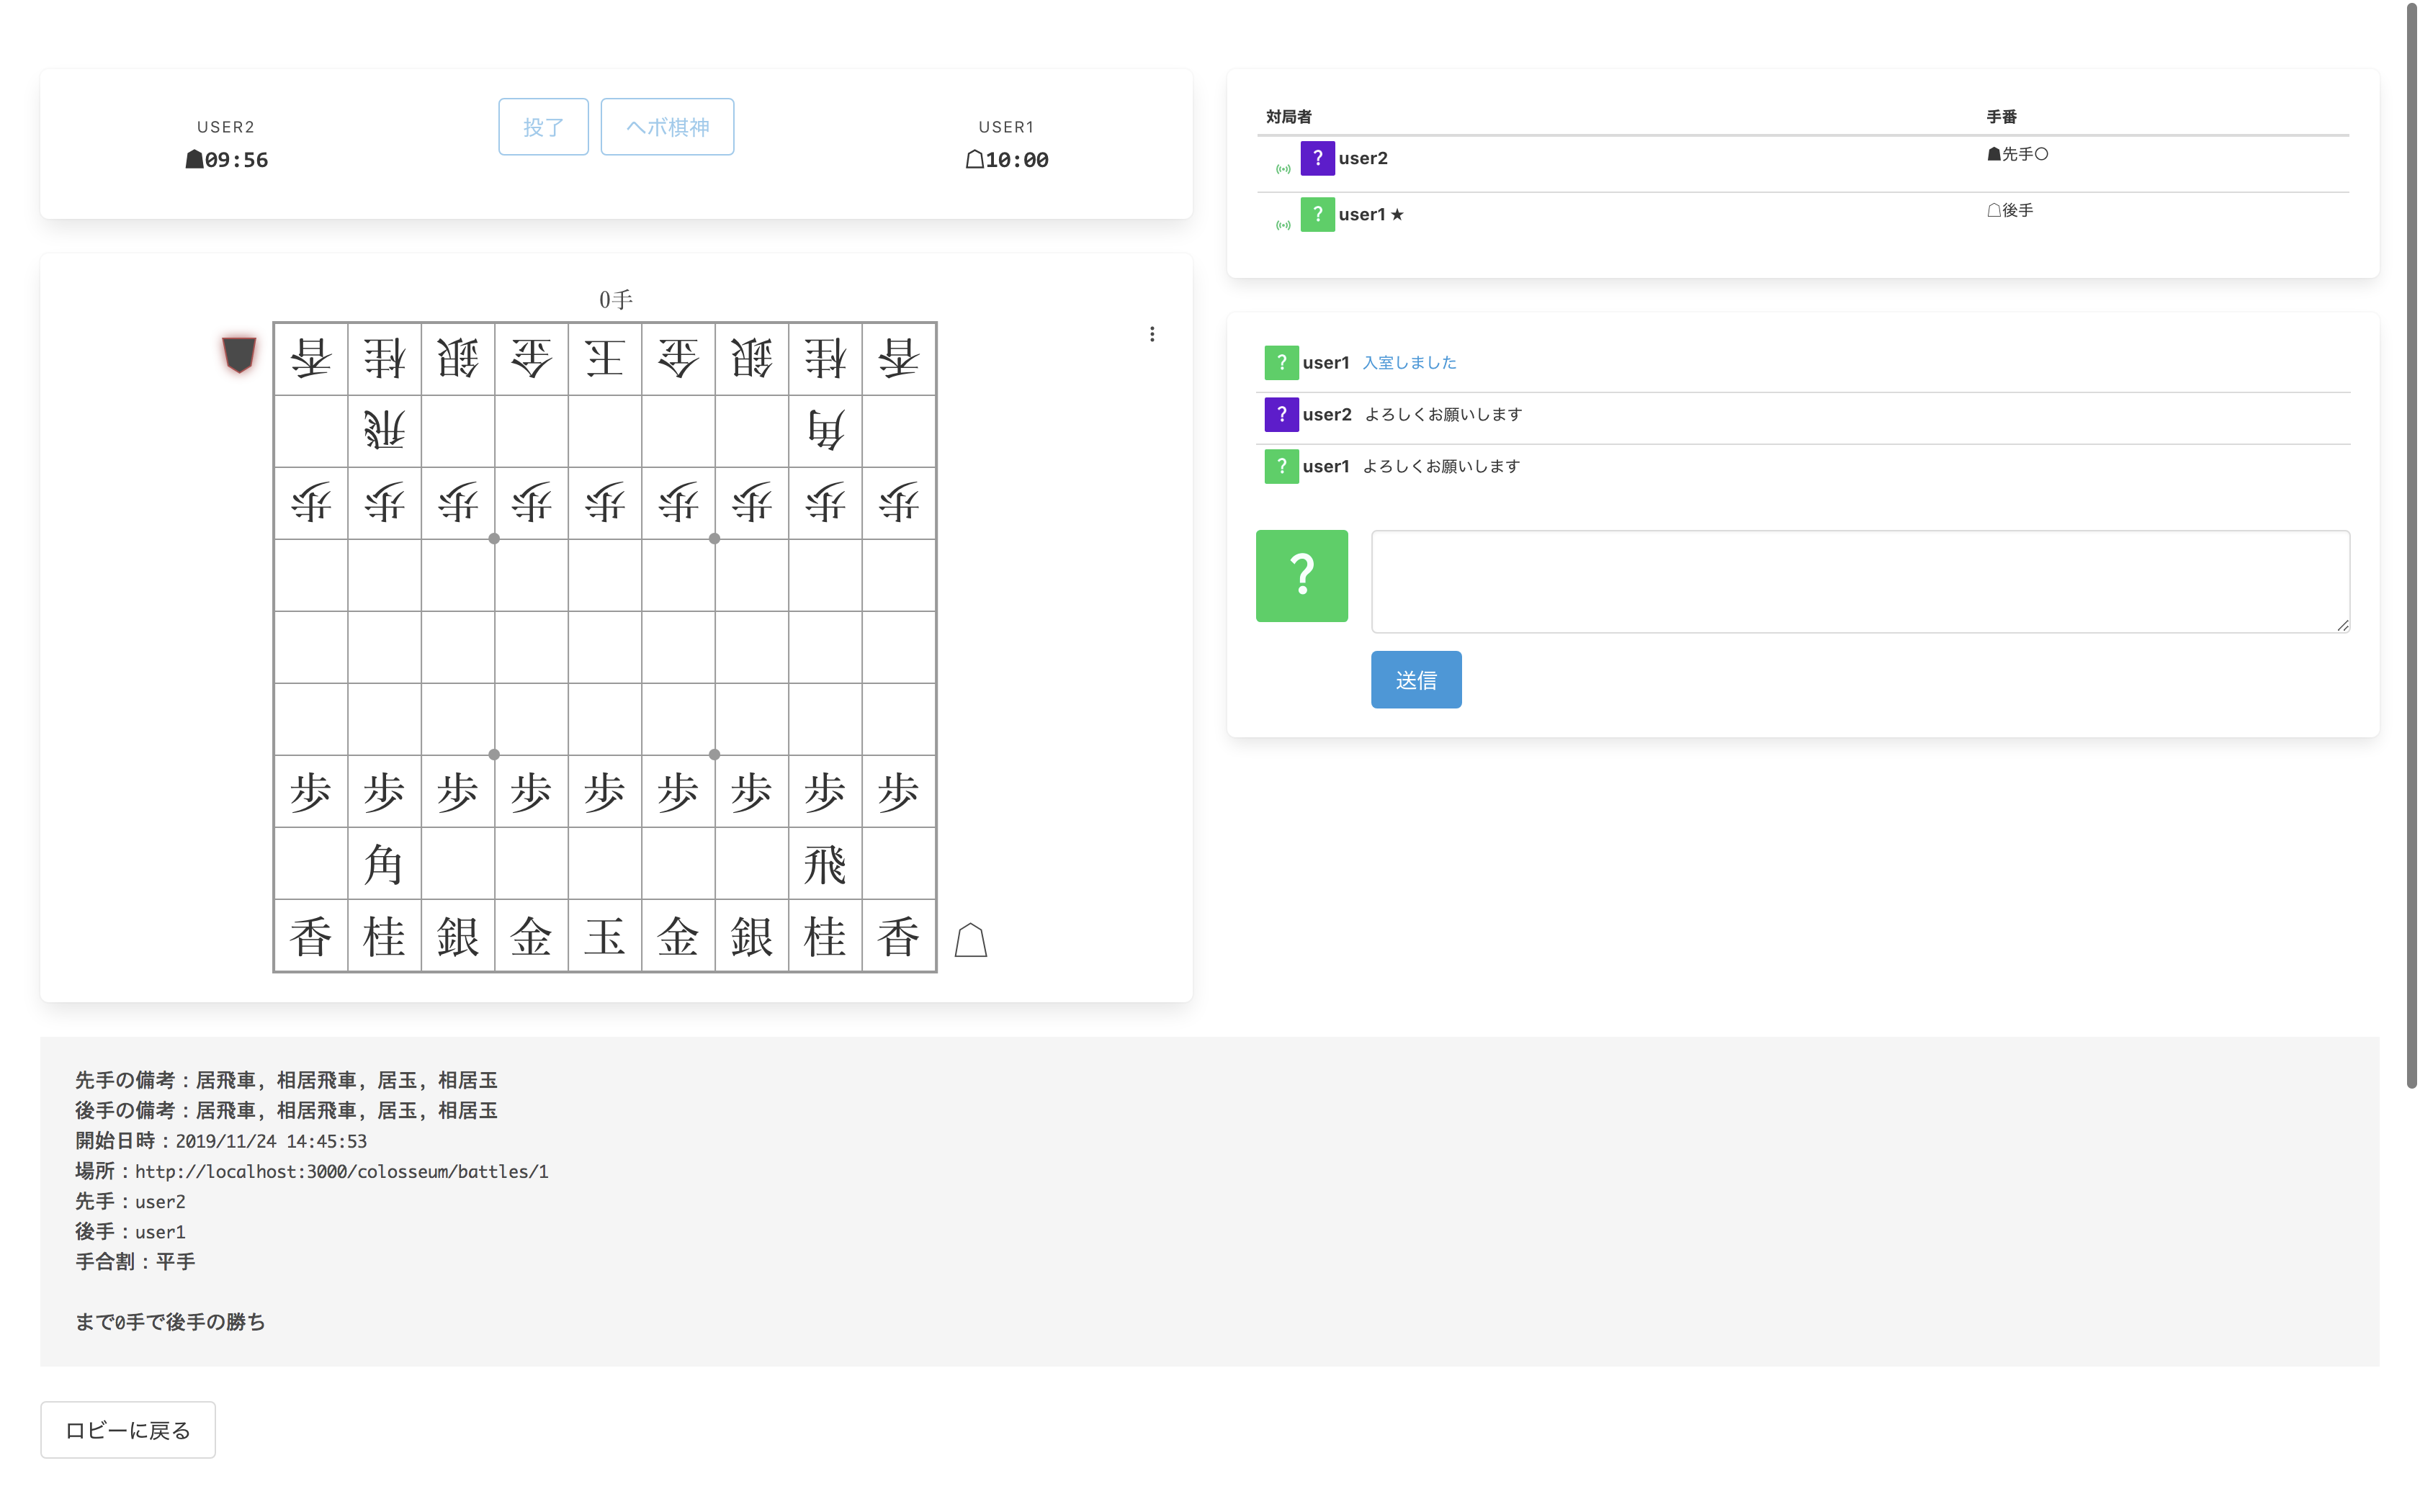 USER2
☗09:56
投了
ヘボ棋神
USER1
☖10:00
0手
香桂銀金王金銀桂香
飛角
歩歩歩歩歩歩歩歩歩
歩歩歩歩歩歩歩歩歩
角飛
香桂銀金玉金銀桂香
先手の備考：居飛車, 相居飛車, 居玉, 相居玉
後手の備考：居飛車, 相居飛車, 居玉, 相居玉
開始日時：2019/11/24 14:45:53
場所：http://localhost:3000/colosseum/battles/1
先手：user2
後手：user1
手合割：平手
まで0手で後手の勝ち
ロビーに戻る
対局者 手番
? user2 ☗先手○
? user1 ★ ☖後手
? user1 入室しました
? user2 よろしくお願いします
? user1 よろしくお願いします
?
送信